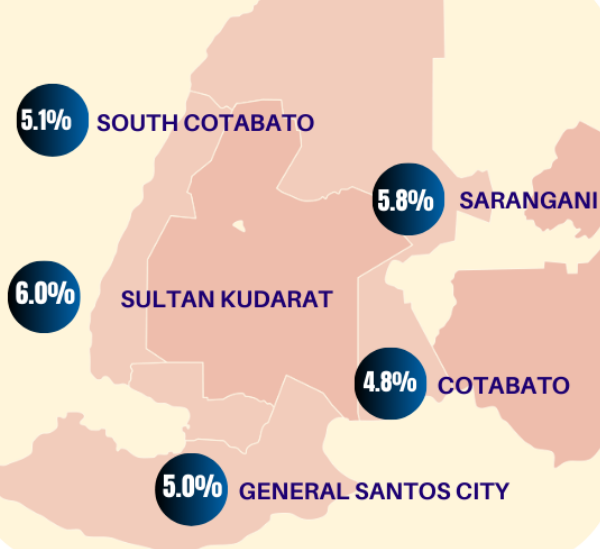 5.1% SOUTH COTABATO
5.8% SARANGANI
6.0% SULTAN KUDARAT
4.8% COTABATO
5.0% GENERAL SANTOS CITY